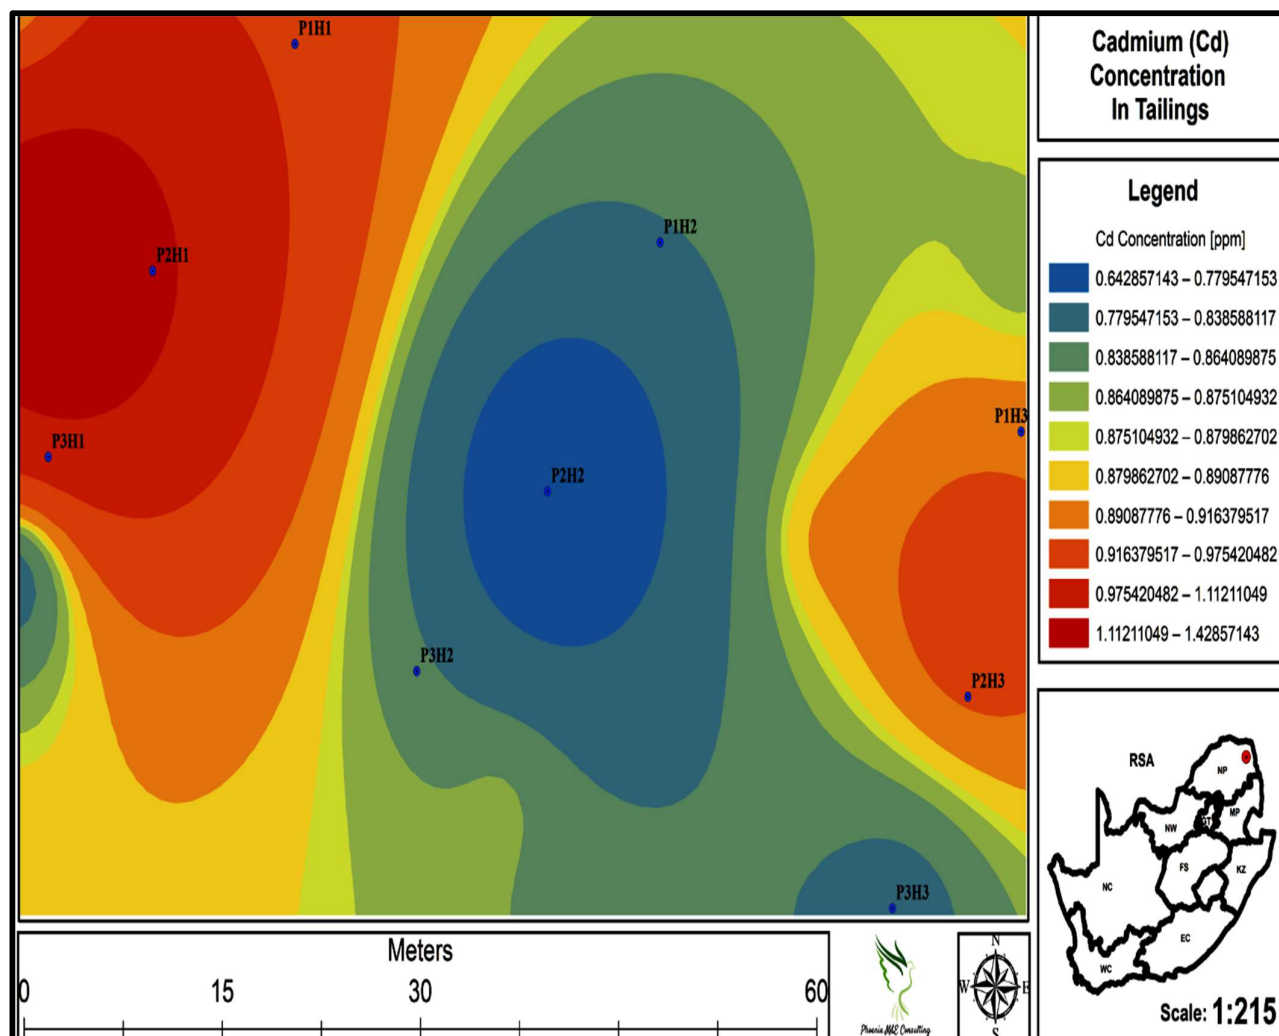 Cadmium (Cd)
Concentration
In Tailings
P1H1
P2H1
P1H2
P3H1
P1H3
P2H2
P3H2
P2H3
P3H3
Legend
Cd Concentration [ppm]
0.642857143 – 0.779547153
0.779547153 – 0.838588117
0.838588117 – 0.864089875
0.864089875 – 0.875104932
0.875104932 – 0.879862702
0.879862702 – 0.89087776
0.89087776 – 0.916379517
0.916379517 – 0.975420482
0.975420482 – 1.11211049
1.11211049 – 1.42857143
RSA
NP
MP
NW
GT
FS
KZ
NC
EC
WC
Scale: 1:215
Meters
0 15 30 60
Phoenix M&E Consulting
N
W E
S